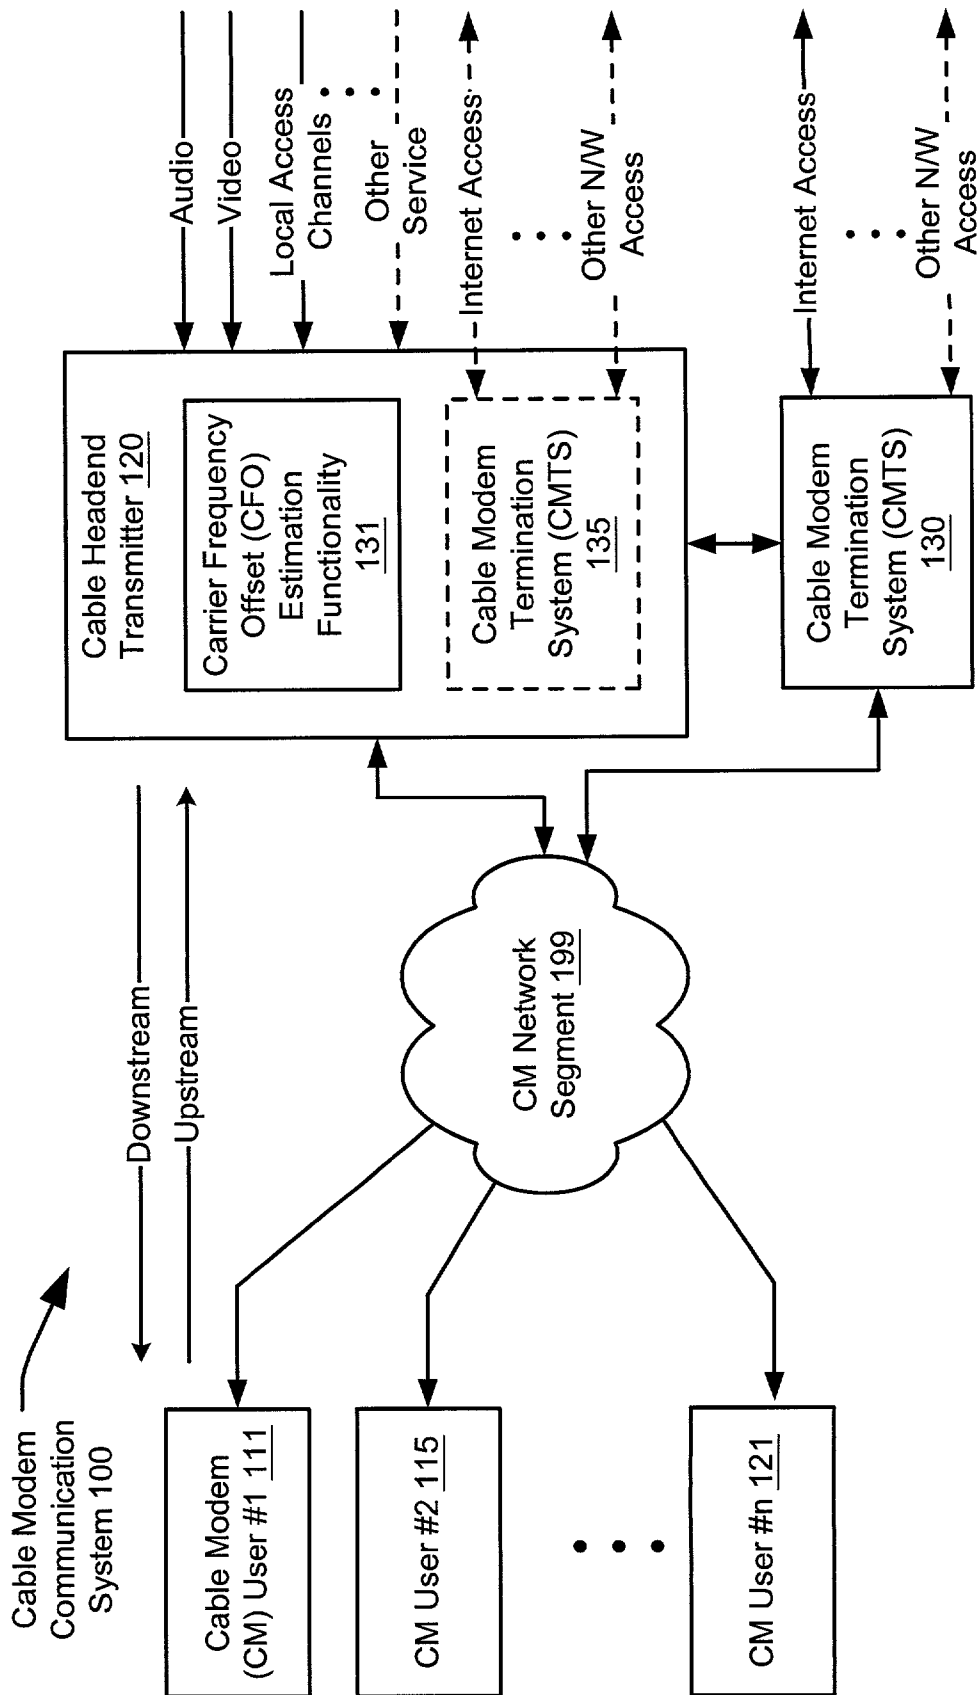 Cable Modem
Communication
System 100
Downstream
Upstream
Cable Modem
(CM) User #1 111
CM User #2 115
CM User #n 121
CM Network
Segment 199
Cable Headend
Transmitter 120
Carrier Frequency
Offset (CFO)
Estimation
Functionality
131
Cable Modem
Termination
System (CMTS)
135
Cable Modem
Termination
System (CMTS)
130
Audio
Video
Local Access
Channels
Other
Service
Internet Access
Other N/W
Access
Internet Access
Other N/W
Access